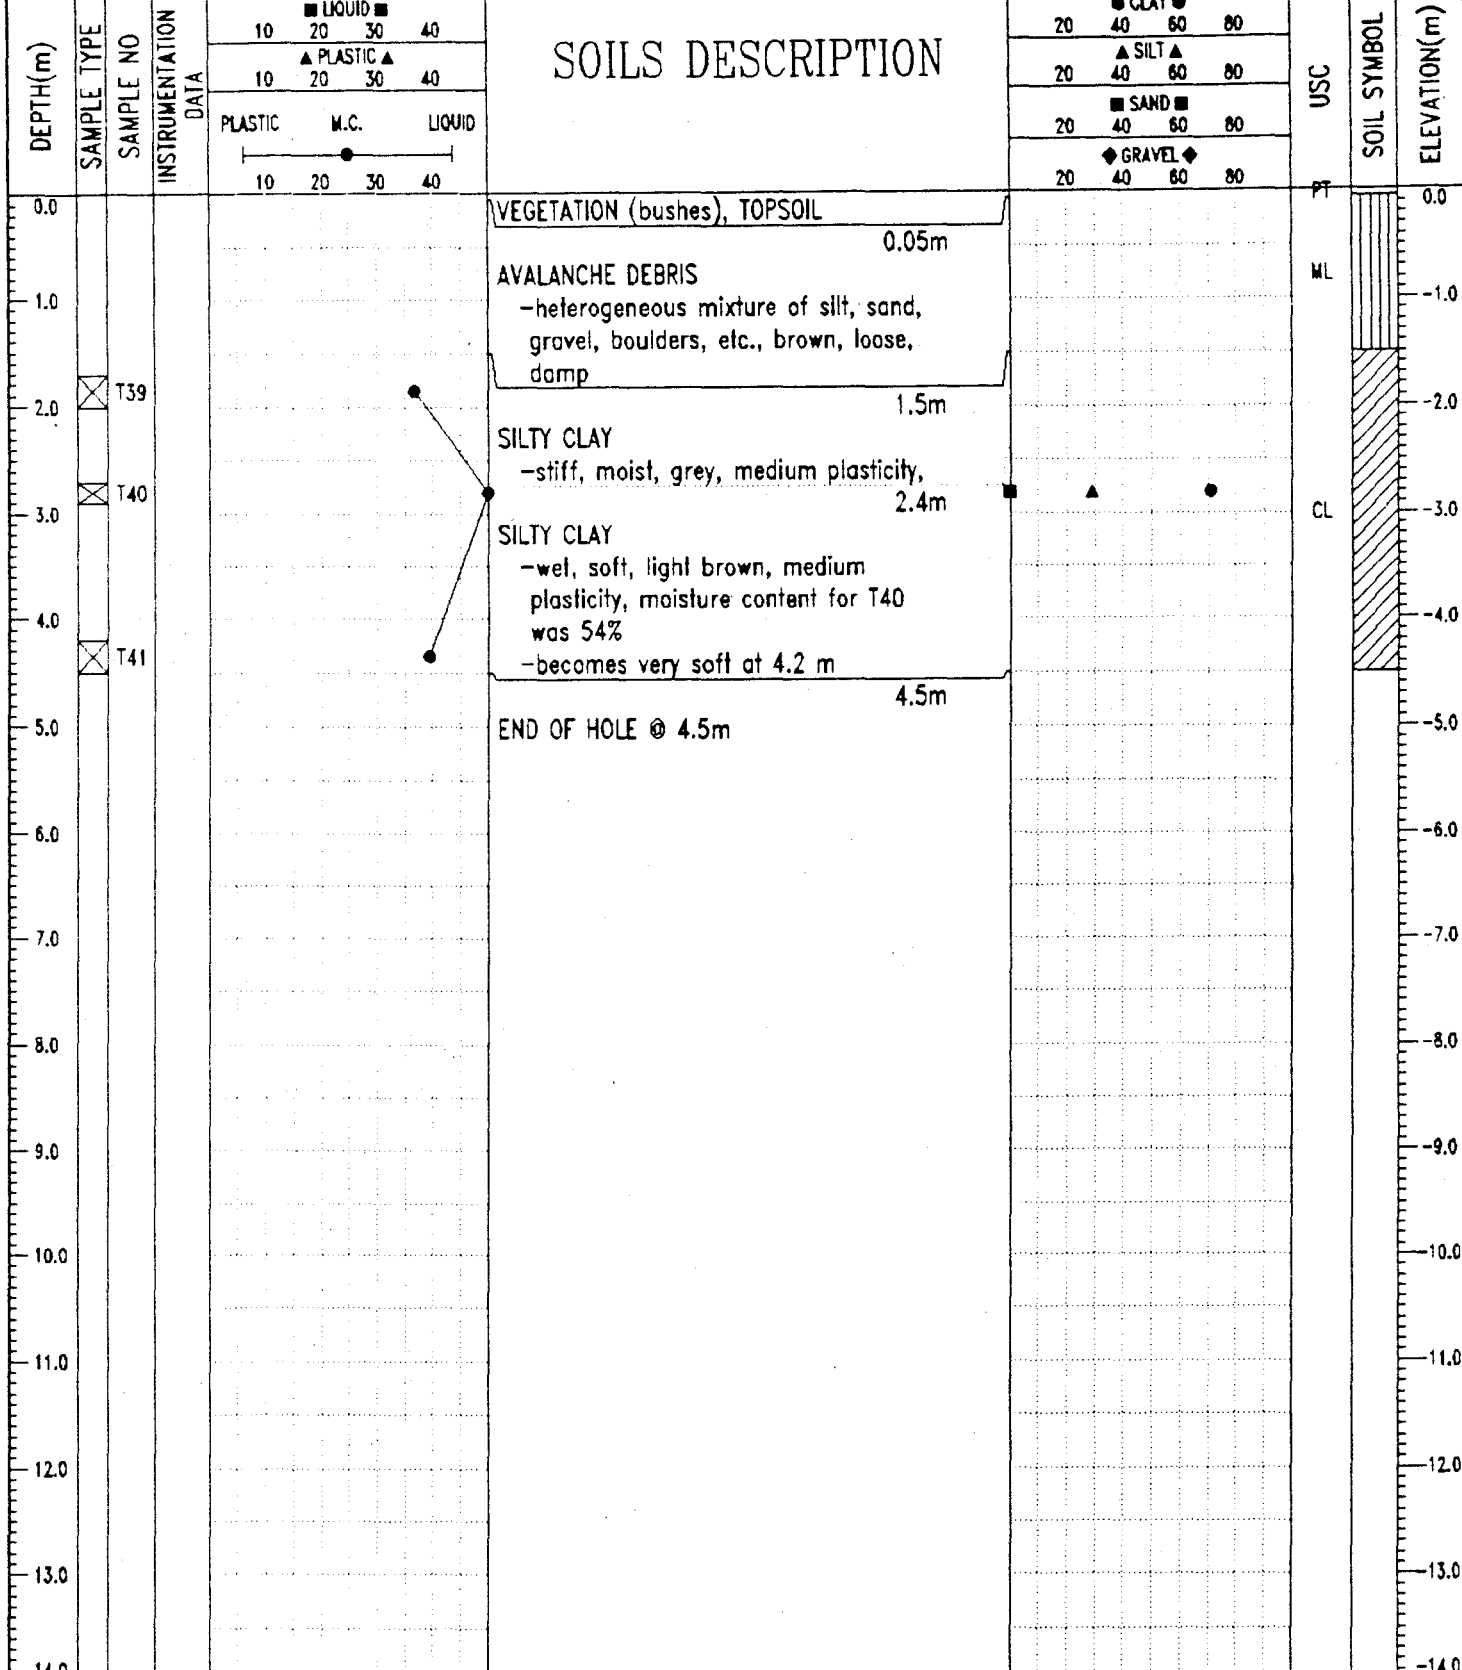 DEPTH(m)
SAMPLE TYPE
SAMPLE NO
INSTRUMENTATION
DATA
■ LIQUID ■
10 20 30 40
▲ PLASTIC ▲
10 20 30 40
PLASTIC M.C. LIQUID
10 20 30 40
SOILS DESCRIPTION
● CLAY ●
20 40 60 80
▲ SILT ▲
20 40 60 80
■ SAND ■
20 40 60 80
◆ GRAVEL ◆
20 40 60 80
USC
SOIL SYMBOL
ELEVATION(m)
0.0
1.0
2.0
3.0
4.0
5.0
6.0
7.0
8.0
9.0
10.0
11.0
12.0
13.0
14.0
T39
T40
T41
VEGETATION (bushes), TOPSOIL
0.05m
AVALANCHE DEBRIS
-heterogeneous mixture of silt, sand,
gravel, boulders, etc., brown, loose,
damp
1.5m
SILTY CLAY
-stiff, moist, grey, medium plasticity,
2.4m
SILTY CLAY
-wet, soft, light brown, medium
plasticity, moisture content for T40
was 54%
-becomes very soft at 4.2 m
4.5m
END OF HOLE @ 4.5m
PT
ML
CL
0.0
-1.0
-2.0
-3.0
-4.0
-5.0
-6.0
-7.0
-8.0
-9.0
-10.0
-11.0
-12.0
-13.0
-14.0